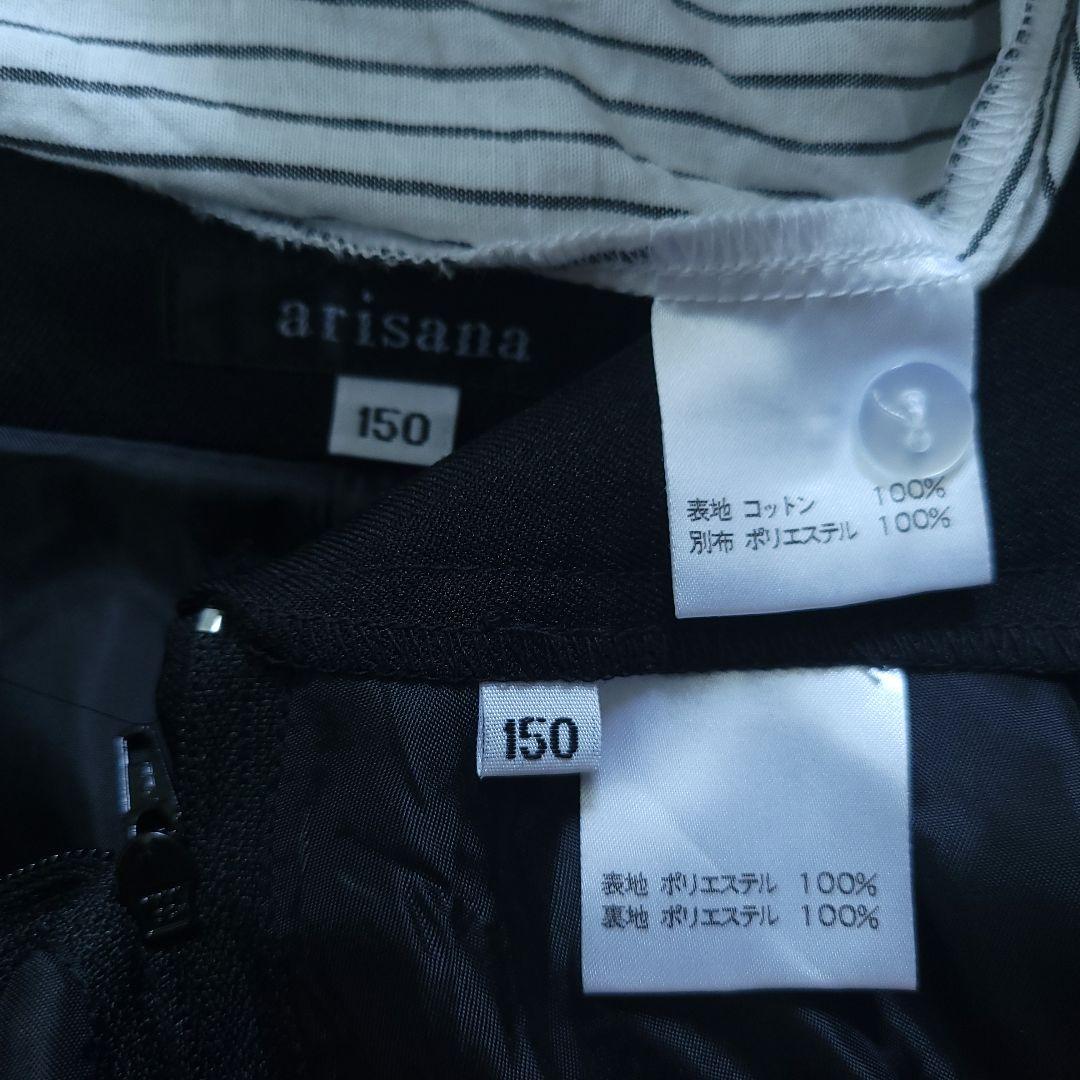 arisana
150
表地 コットン 100%
別布 ポリエステル 100%
150
表地 ポリエステル 100%
裏地 ポリエステル 100%